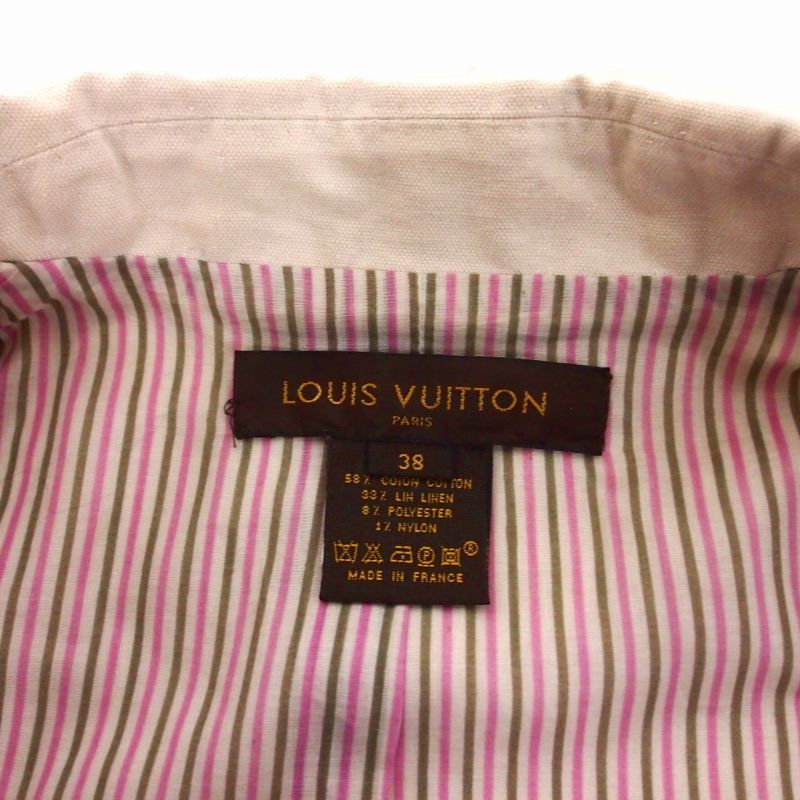 LOUIS VUITTON
PARIS
38
58% COTON COTTON
33% LIN LINEN
8% POLYESTER
1% NYLON
®
MADE IN FRANCE